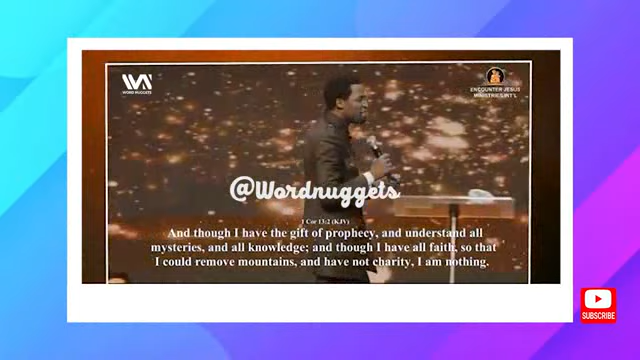 WORD NUGGETS
ENCOUNTER JESUS
MINISTRIES INT'L
@Wordnuggets
1 Cor 13:2 (KJV)
And though I have the gift of prophecy, and understand all
mysteries, and all knowledge; and though I have all faith, so that
I could remove mountains, and have not charity, I am nothing.
SUBSCRIBE